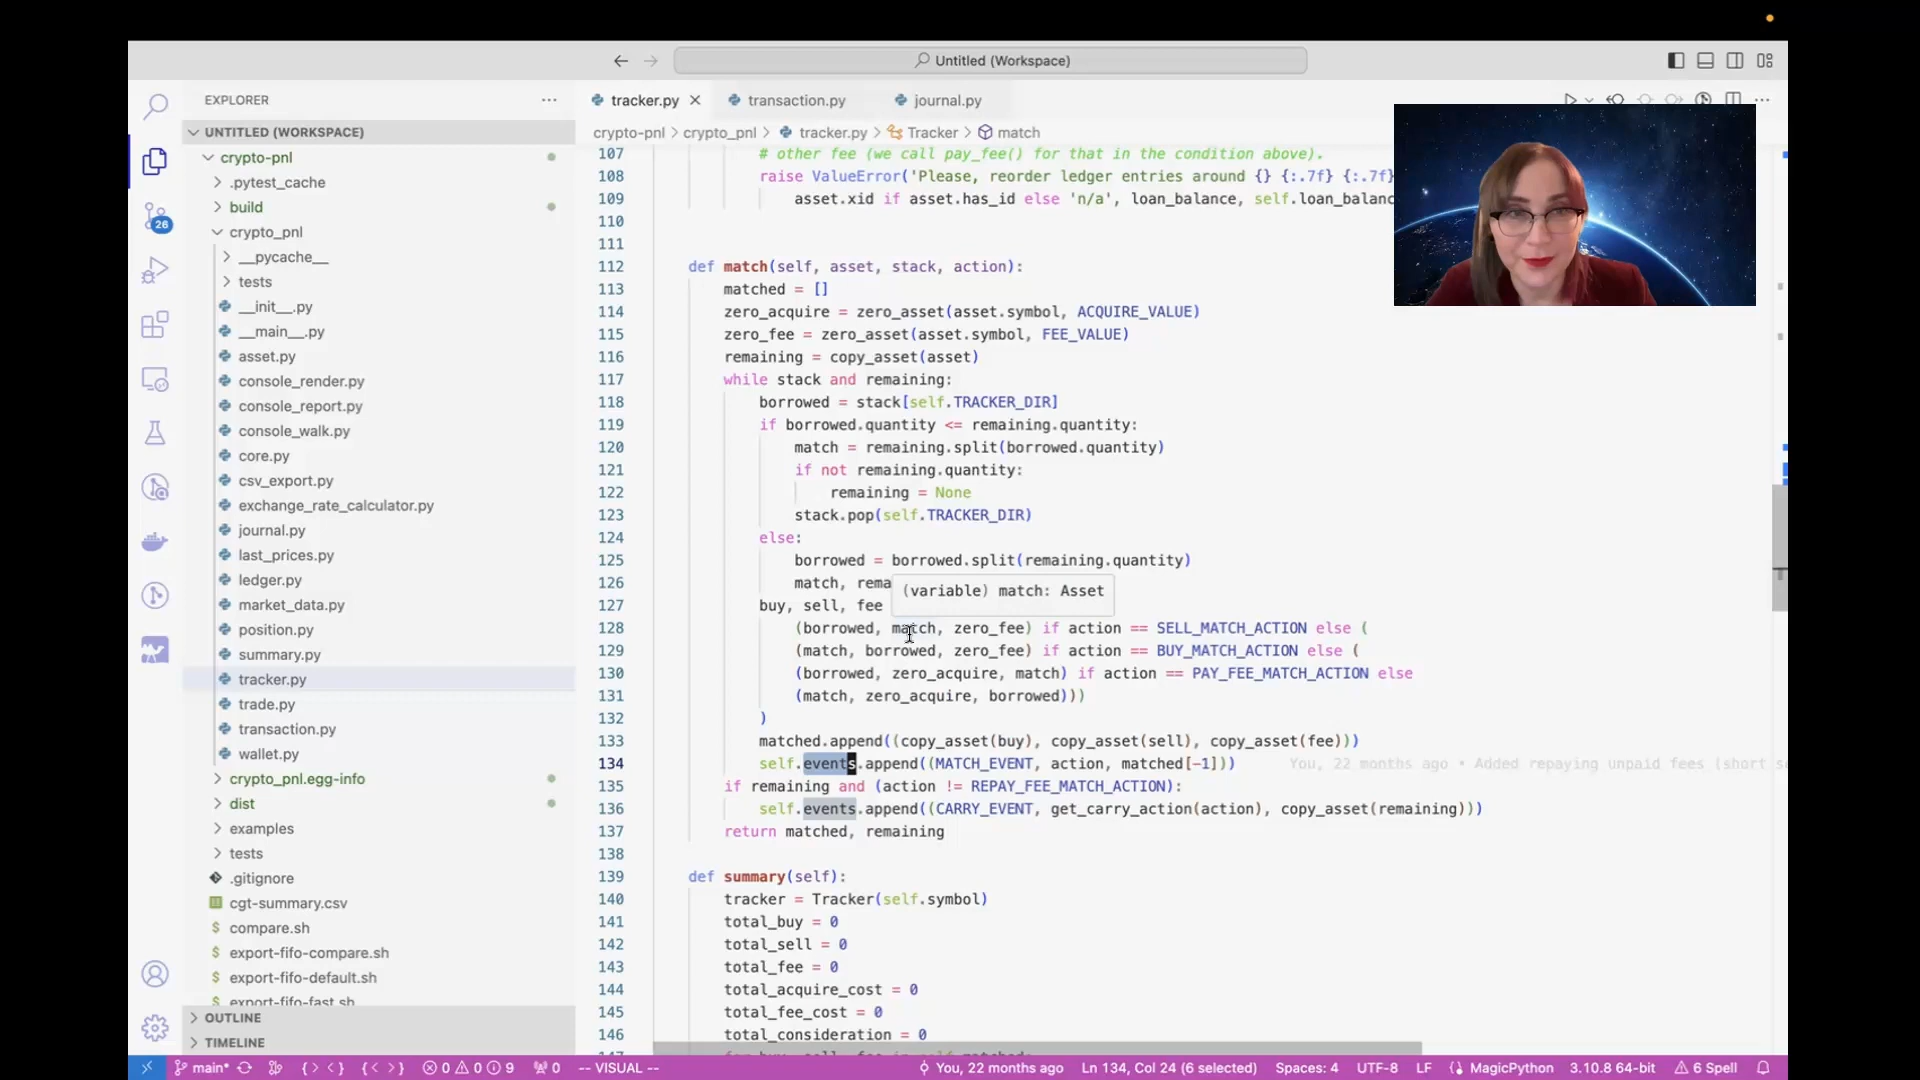 Untitled (Workspace)
EXPLORER
tracker.py
transaction.py
journal.py
UNTITLED (WORKSPACE)
crypto-pnl > crypto_pnl > tracker.py > Tracker > match
crypto-pnl
.pytest_cache
build
crypto_pnl
__pycache__
tests
__init__.py
__main__.py
asset.py
console_render.py
console_report.py
console_walk.py
core.py
csv_export.py
exchange_rate_calculator.py
journal.py
last_prices.py
ledger.py
market_data.py
position.py
summary.py
tracker.py
trade.py
transaction.py
wallet.py
crypto_pnl.egg-info
dist
examples
tests
.gitignore
cgt-summary.csv
compare.sh
export-fifo-compare.sh
export-fifo-default.sh
export-fifo-fast.sh
OUTLINE
TIMELINE
26
107 # other fee (we call pay_fee() for that in the condition above).
108 raise ValueError('Please, reorder ledger entries around {} {:.7f} {:.7f}
109 asset.xid if asset.has_id else 'n/a', loan_balance, self.loan_balanc
110
111
112 def match(self, asset, stack, action):
113 matched = []
114 zero_acquire = zero_asset(asset.symbol, ACQUIRE_VALUE)
115 zero_fee = zero_asset(asset.symbol, FEE_VALUE)
116 remaining = copy_asset(asset)
117 while stack and remaining:
118 borrowed = stack[self.TRACKER_DIR]
119 if borrowed.quantity <= remaining.quantity:
120 match = remaining.split(borrowed.quantity)
121 if not remaining.quantity:
122 remaining = None
123 stack.pop(self.TRACKER_DIR)
124 else:
125 borrowed = borrowed.split(remaining.quantity)
126 match, rema
(variable) match: Asset
127 buy, sell, fee
128 (borrowed, match, zero_fee) if action == SELL_MATCH_ACTION else (
129 (match, borrowed, zero_fee) if action == BUY_MATCH_ACTION else (
130 (borrowed, zero_acquire, match) if action == PAY_FEE_MATCH_ACTION else
131 (match, zero_acquire, borrowed)))
132 )
133 matched.append((copy_asset(buy), copy_asset(sell), copy_asset(fee)))
134 self.events.append((MATCH_EVENT, action, matched[-1])) You, 22 months ago • Added repaying unpaid fees (short s
135 if remaining and (action != REPAY_FEE_MATCH_ACTION):
136 self.events.append((CARRY_EVENT, get_carry_action(action), copy_asset(remaining)))
137 return matched, remaining
138
139 def summary(self):
140 tracker = Tracker(self.symbol)
141 total_buy = 0
142 total_sell = 0
143 total_fee = 0
144 total_acquire_cost = 0
145 total_fee_cost = 0
146 total_consideration = 0
main* 0 0 9 0 -- VISUAL -- You, 22 months ago Ln 134, Col 24 (6 selected) Spaces: 4 UTF-8 LF MagicPython 3.10.8 64-bit 6 Spell